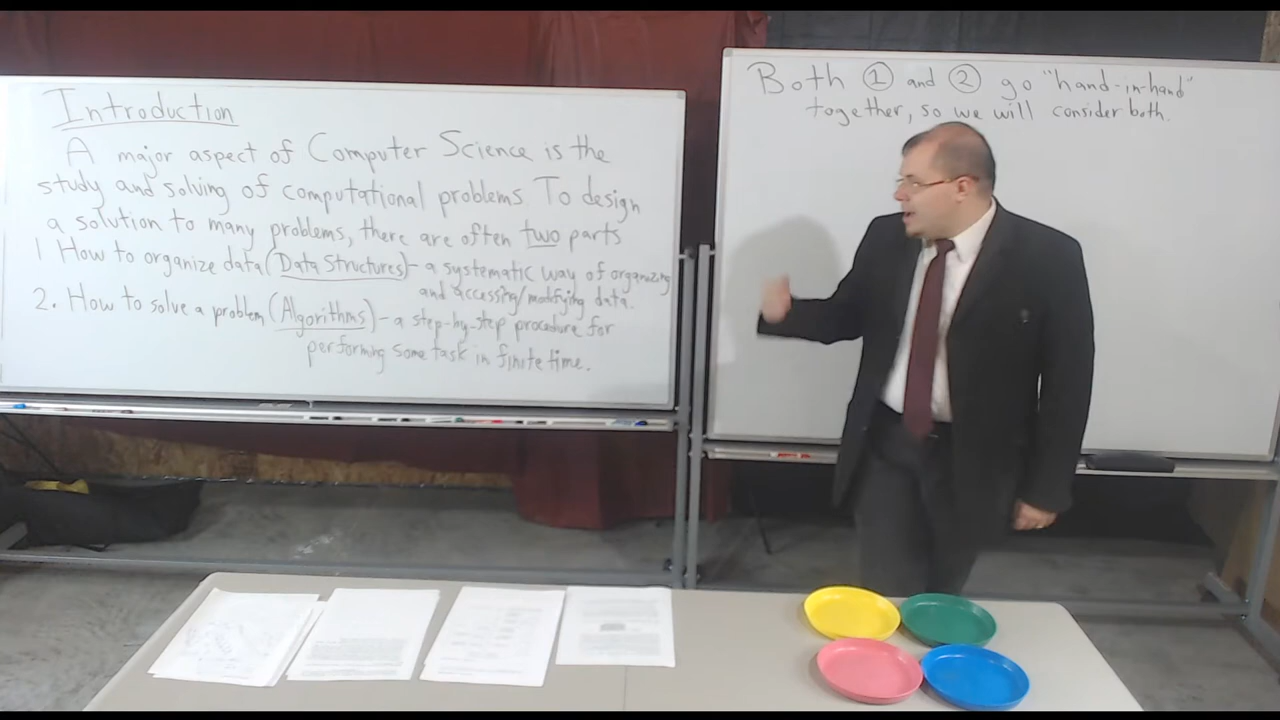 Introduction
A major aspect of Computer Science is the
study and solving of computational problems. To design
a solution to many problems, there are often two parts
1 How to organize data (Data Structures) - a systematic way of organizing
and accessing/modifying data.
2. How to solve a problem (Algorithms) - a step-by-step procedure for
performing some task in finite time.
Both ① and ② go "hand-in-hand"
together, so we will consider both.